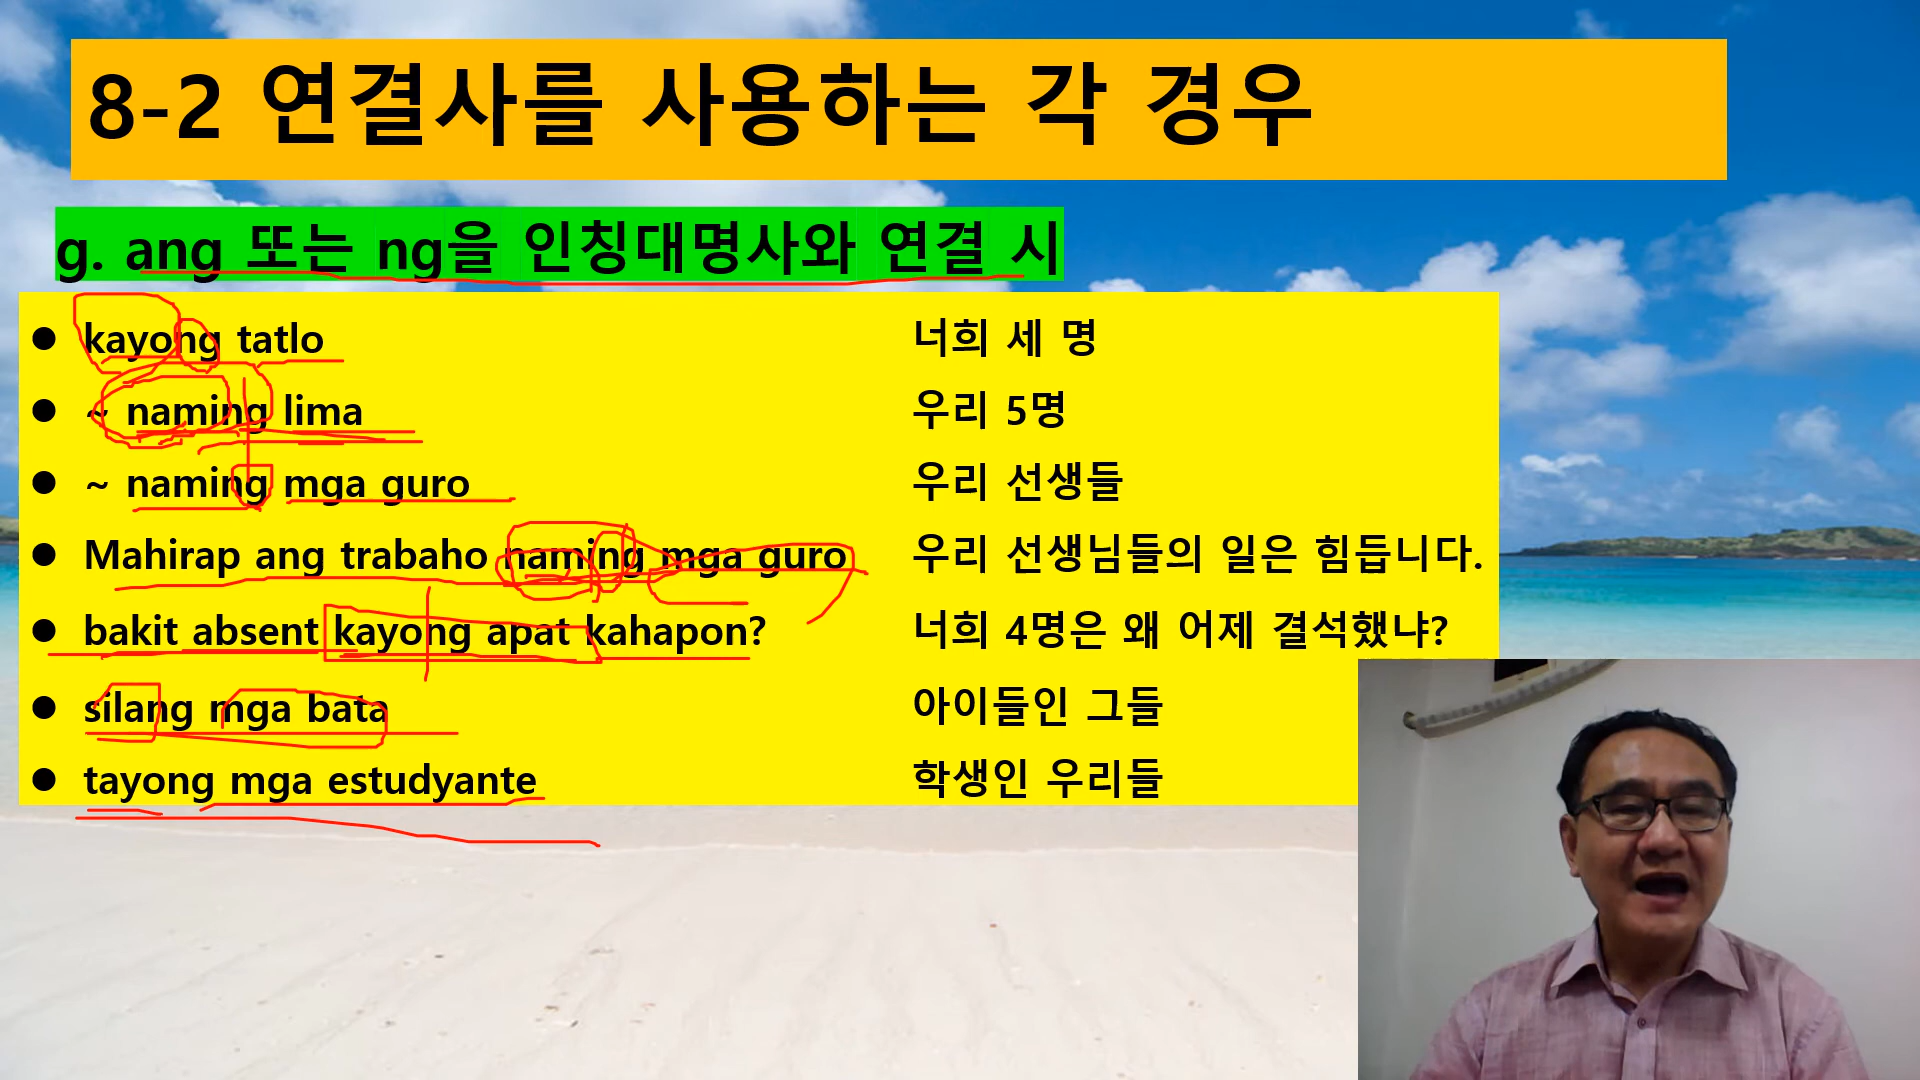 8-2 연결사를 사용하는 각 경우
g. ang 또는 ng을 인칭대명사와 연결 시
● kayong tatlo 너희 세 명
● ~ naming lima 우리 5명
● ~ naming mga guro 우리 선생들
● Mahirap ang trabaho naming mga guro 우리 선생님들의 일은 힘듭니다.
● bakit absent kayong apat kahapon? 너희 4명은 왜 어제 결석했냐?
● silang mga bata 아이들인 그들
● tayong mga estudyante 학생인 우리들